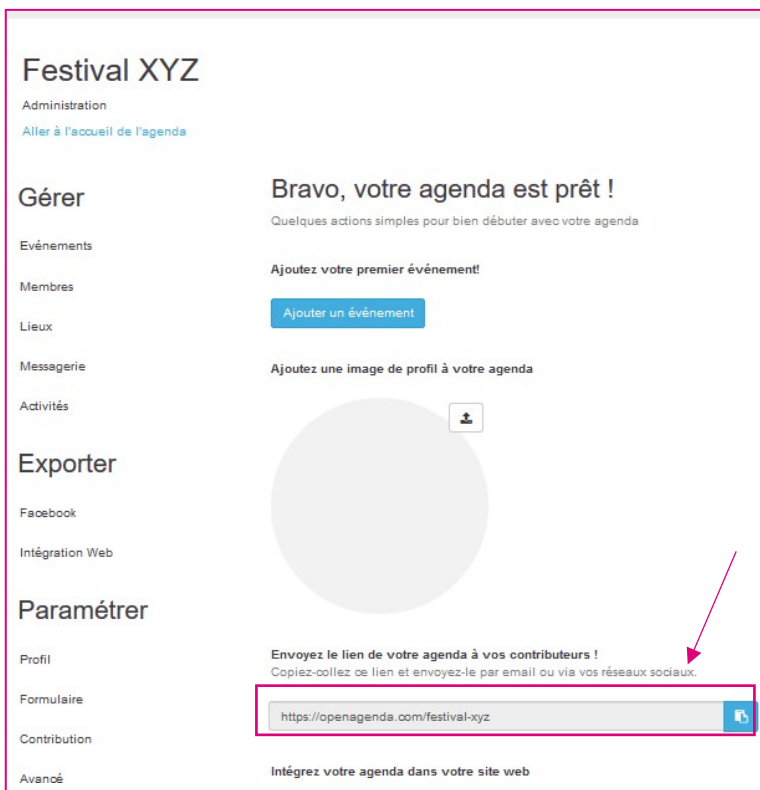 Festival XYZ
Administration
Aller à l'accueil de l'agenda
Gérer
Evénements
Membres
Lieux
Messagerie
Activités
Exporter
Facebook
Intégration Web
Paramétrer
Profil
Formulaire
Contribution
Avancé
Bravo, votre agenda est prêt !
Quelques actions simples pour bien débuter avec votre agenda
Ajoutez votre premier événement!
Ajouter un événement
Ajoutez une image de profil à votre agenda
Envoyez le lien de votre agenda à vos contributeurs !
Copiez-collez ce lien et envoyez-le par email ou via vos réseaux sociaux.
https://openagenda.com/festival-xyz
Intégrez votre agenda dans votre site web